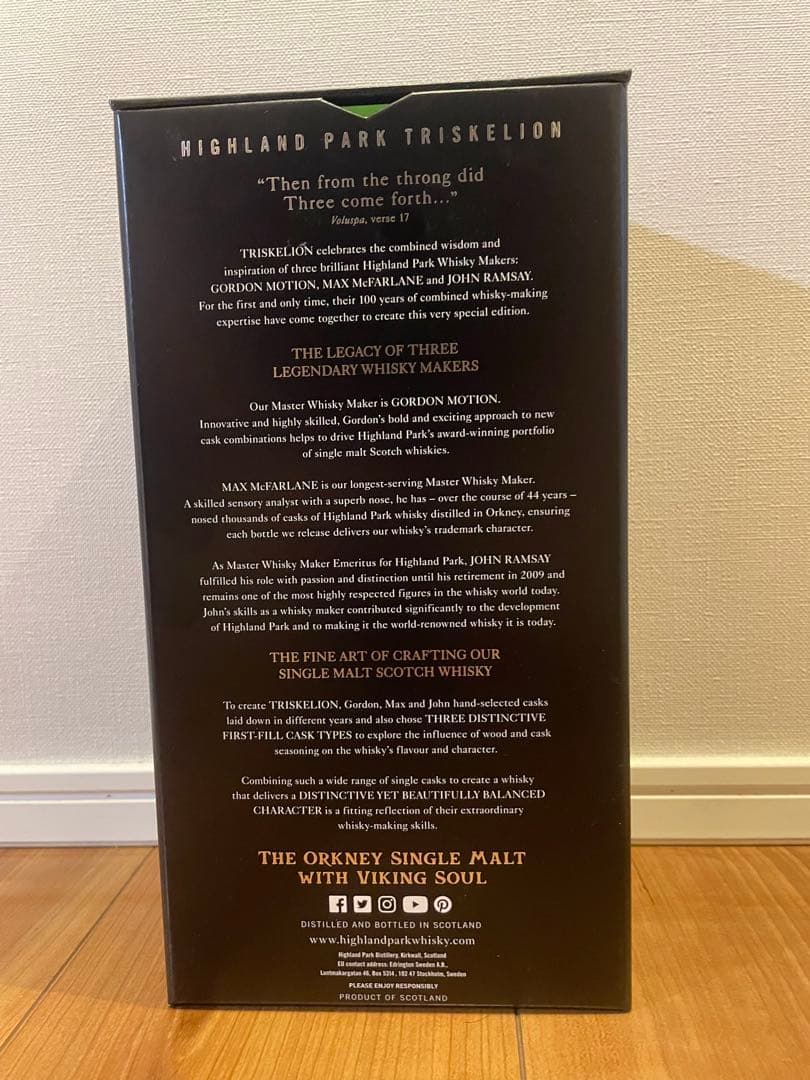 HIGHLAND PARK TRISKELION
“Then from the throng did
Three come forth...”
Voluspa, verse 17
TRISKELION celebrates the combined wisdom and
inspiration of three brilliant Highland Park Whisky Makers:
GORDON MOTION, MAX McFARLANE and JOHN RAMSAY.
For the first and only time, their 100 years of combined whisky-making
expertise have come together to create this very special edition.
THE LEGACY OF THREE
LEGENDARY WHISKY MAKERS
Our Master Whisky Maker is GORDON MOTION.
Innovative and highly skilled, Gordon's bold and exciting approach to new
cask combinations helps to drive Highland Park's award-winning portfolio
of single malt Scotch whiskies.
MAX McFARLANE is our longest-serving Master Whisky Maker.
A skilled sensory analyst with a superb nose, he has – over the course of 44 years –
nosed thousands of casks of Highland Park whisky distilled in Orkney, ensuring
each bottle we release delivers our whisky's trademark character.
As Master Whisky Maker Emeritus for Highland Park, JOHN RAMSAY
fulfilled his role with passion and distinction until his retirement in 2009 and
remains one of the most highly respected figures in the whisky world today.
John's skills as a whisky maker contributed significantly to the development
of Highland Park and to making it the world-renowned whisky it is today.
THE FINE ART OF CRAFTING OUR
SINGLE MALT SCOTCH WHISKY
To create TRISKELION, Gordon, Max and John hand-selected casks
laid down in different years and also chose THREE DISTINCTIVE
FIRST-FILL CASK TYPES to explore the influence of wood and cask
seasoning on the whisky's flavour and character.
Combining such a wide range of single casks to create a whisky
that delivers a DISTINCTIVE YET BEAUTIFULLY BALANCED
CHARACTER is a fitting reflection of their extraordinary
whisky-making skills.
THE ORKNEY SINGLE MALT
WITH VIKING SOUL
DISTILLED AND BOTTLED IN SCOTLAND
www.highlandparkwhisky.com
Highland Park Distillery, Kirkwall, Scotland
EU contact address: Edrington Sweden A.B.,
Luntmakargatan 46, Box 5314, 102 47 Stockholm, Sweden
PLEASE ENJOY RESPONSIBLY
PRODUCT OF SCOTLAND